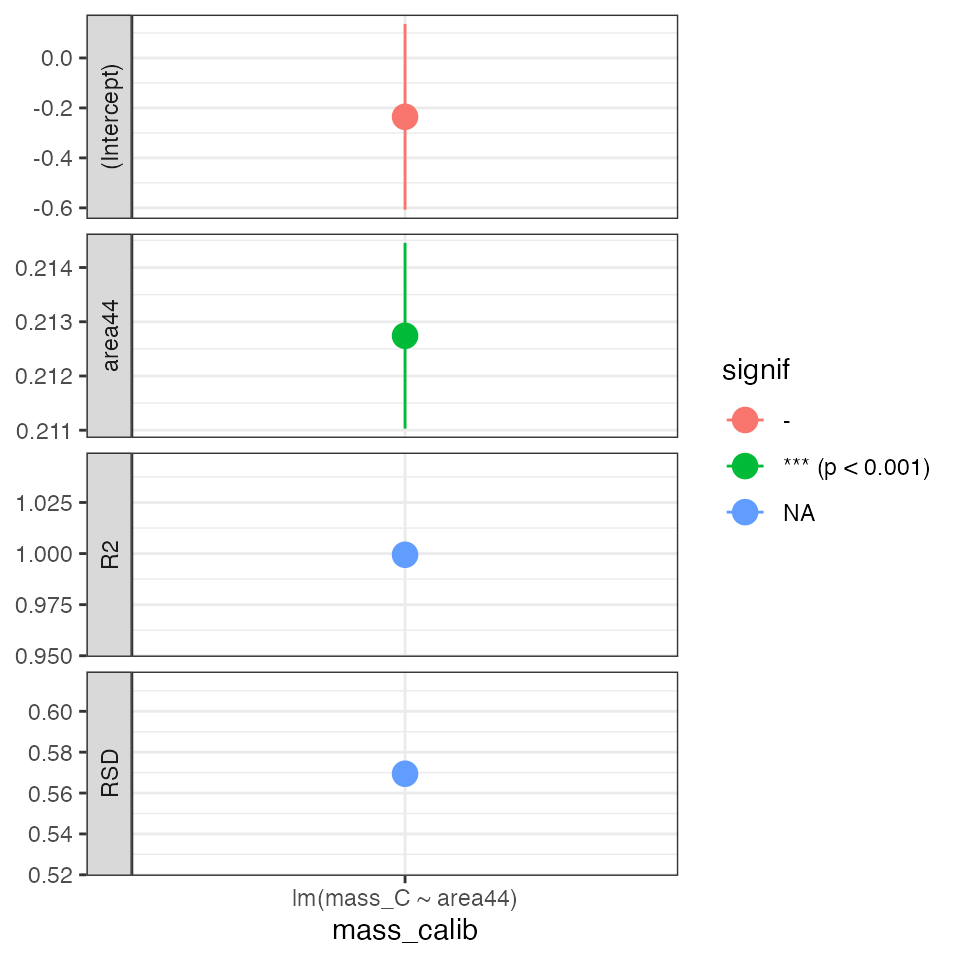 (Intercept)
0.0
-0.2
-0.4
-0.6
area44
0.214
0.213
0.212
0.211
R2
1.025
1.000
0.975
0.950
RSD
0.60
0.58
0.56
0.54
0.52
lm(mass_C ~ area44)
mass_calib
signif
-
*** (p < 0.001)
NA